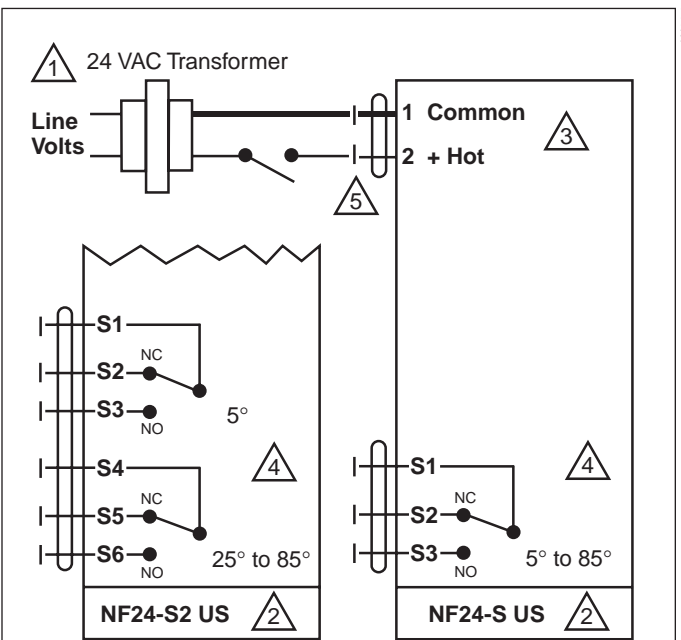 1 24 VAC Transformer
Line
Volts
1 Common
2 + Hot
3
5
S1
S2 NC
S3 NO
5°
S4
4
S5 NC
S6 NO
25° to 85°
NF24-S2 US 2
S1
4
S2 NC
S3 NO
5° to 85°
NF24-S US 2